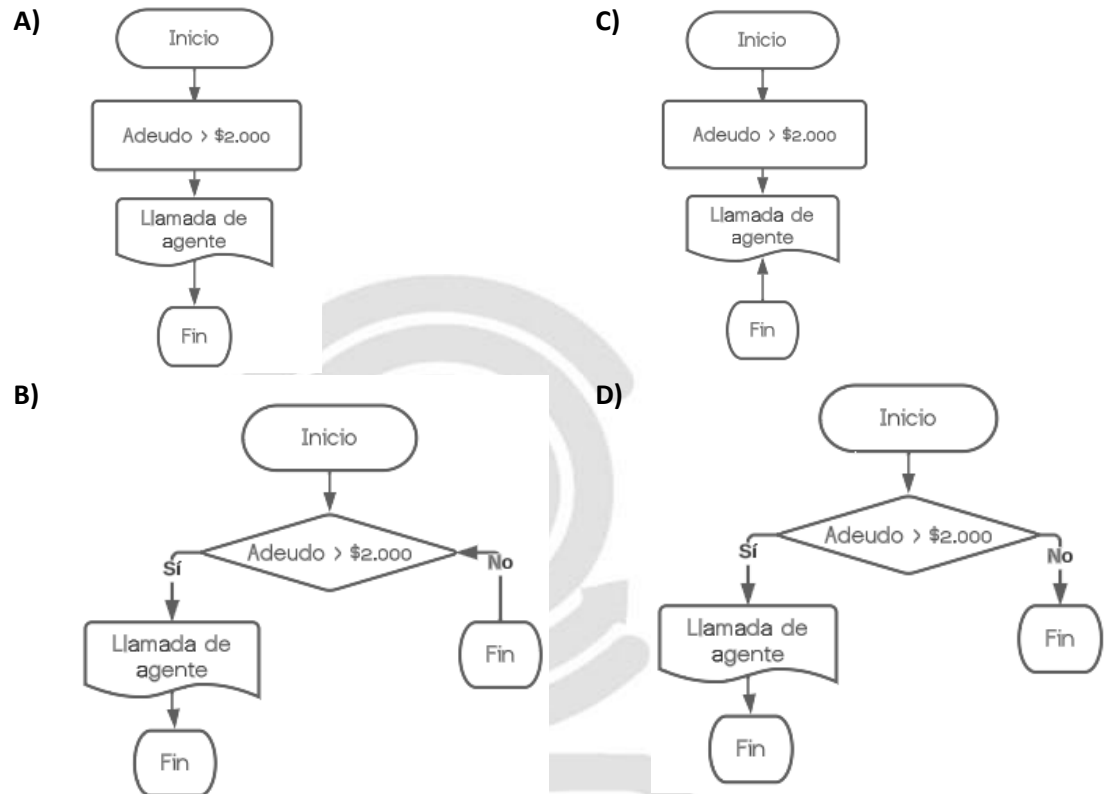 A)
Inicio
Adeudo > $2.000
Llamada de
agente
Fin
C)
Inicio
Adeudo > $2.000
Llamada de
agente
Fin
B)
Inicio
Adeudo > $2.000
Sí
No
Llamada de
agente
Fin
Fin
D)
Inicio
Adeudo > $2.000
Sí
No
Llamada de
agente
Fin
Fin